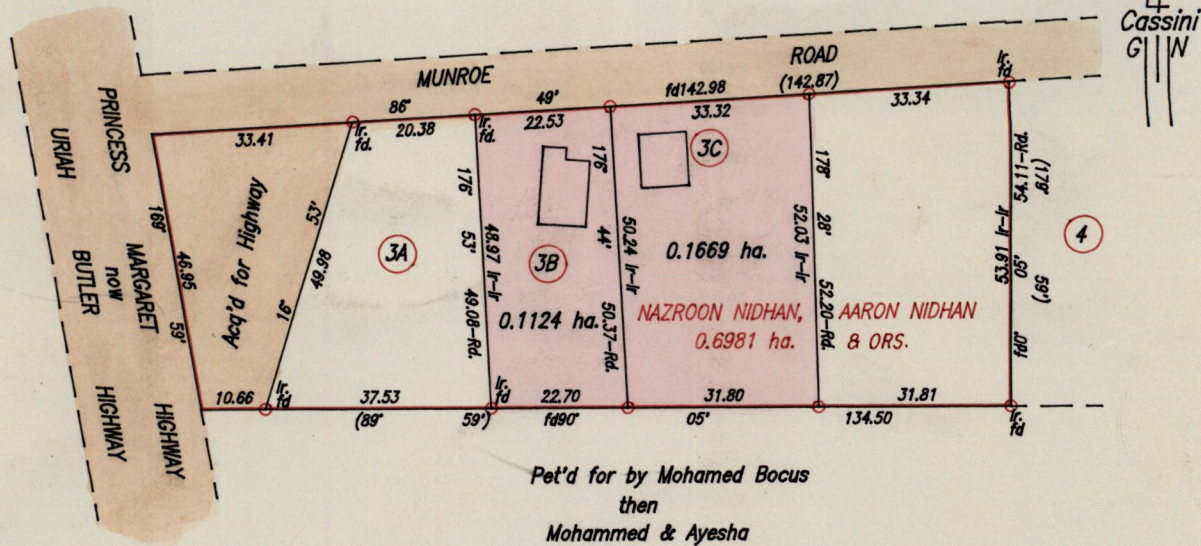 4
Cassini
G N
ROAD
MUNROE
fd142.98 (142.87)
Ir.
fd.
86° 49'
33.41
Ir.
fd.
20.38
Ir.
fd.
22.53
33.32
33.34
PRINCESS MARGARET HIGHWAY
now
URIAH BUTLER HIGHWAY
169° 59'
46.95
Acq'd for Highway
53'
49.98
16°
3A
176° 53'
48.97 Ir-Ir
49.08-Rd.
3B
0.1124 ha.
176° 44'
50.24 Ir-Ir
50.37-Rd.
3C
0.1669 ha.
178° 28'
52.03 Ir-Ir
52.20-Rd.
NAZROON NIDHAN, AARON NIDHAN
0.6981 ha. & ORS.
54.11-Rd.
(179° 59')
53.91 Ir-Ir
fd0° 05'
4
10.66
Ir.
fd
37.53
Ir.
fd
22.70
31.80
31.81
Ir.
fd
(89° 59') fd90° 05' 134.50
Pet'd for by Mohamed Bocus
then
Mohammed & Ayesha